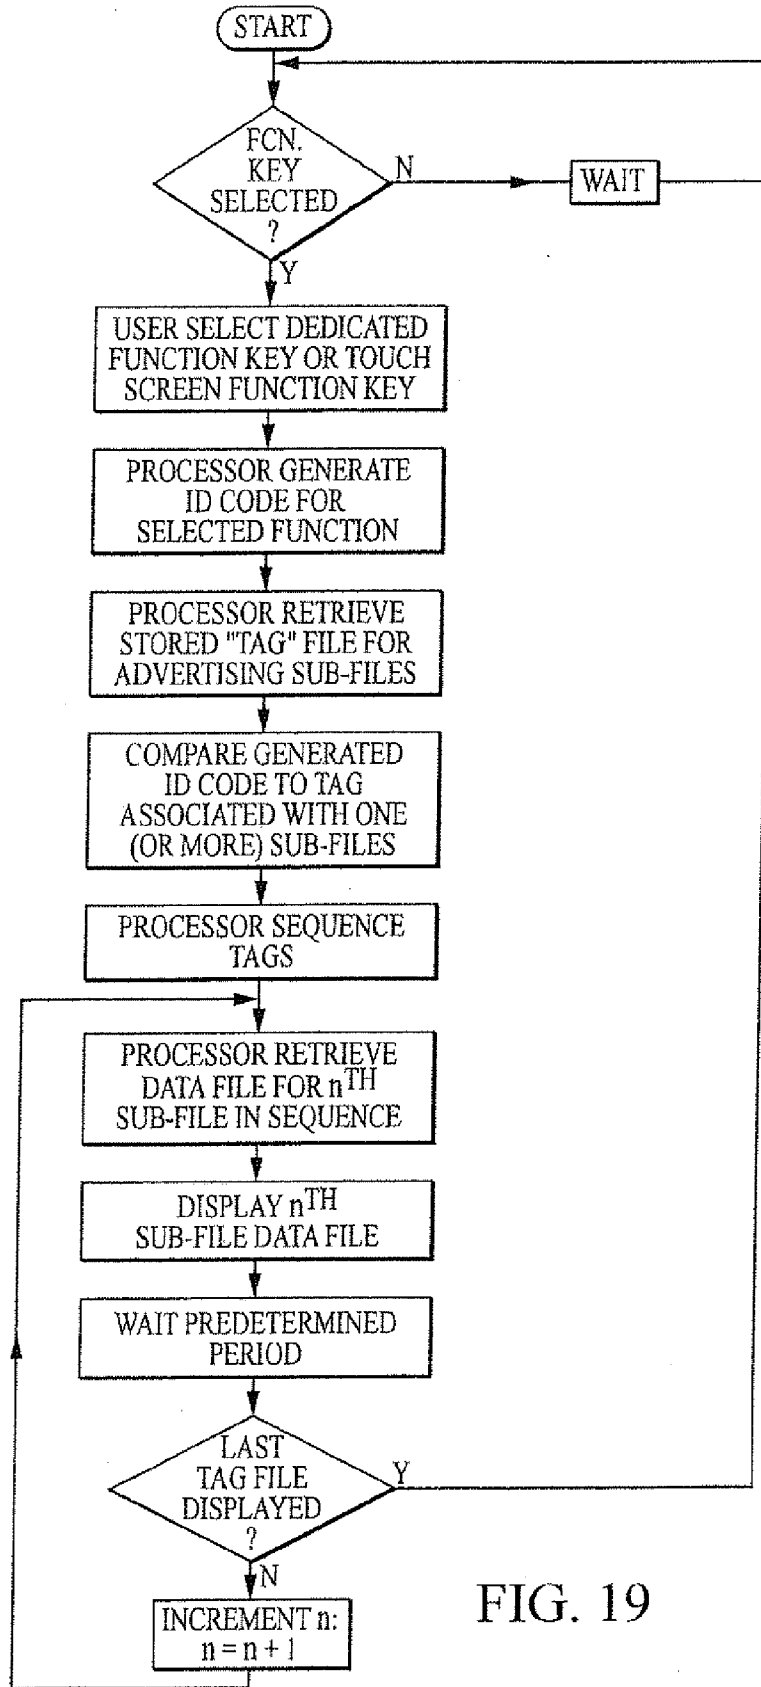 START
FCN.
KEY
SELECTED
?
N
WAIT
Y
USER SELECT DEDICATED
FUNCTION KEY OR TOUCH
SCREEN FUNCTION KEY
PROCESSOR GENERATE
ID CODE FOR
SELECTED FUNCTION
PROCESSOR RETRIEVE
STORED "TAG" FILE FOR
ADVERTISING SUB-FILES
COMPARE GENERATED
ID CODE TO TAG
ASSOCIATED WITH ONE
(OR MORE) SUB-FILES
PROCESSOR SEQUENCE
TAGS
PROCESSOR RETRIEVE
DATA FILE FOR nTH
SUB-FILE IN SEQUENCE
DISPLAY nTH
SUB-FILE DATA FILE
WAIT PREDETERMINED
PERIOD
LAST
TAG FILE
DISPLAYED
?
Y
N
INCREMENT n:
n = n + 1
FIG. 19